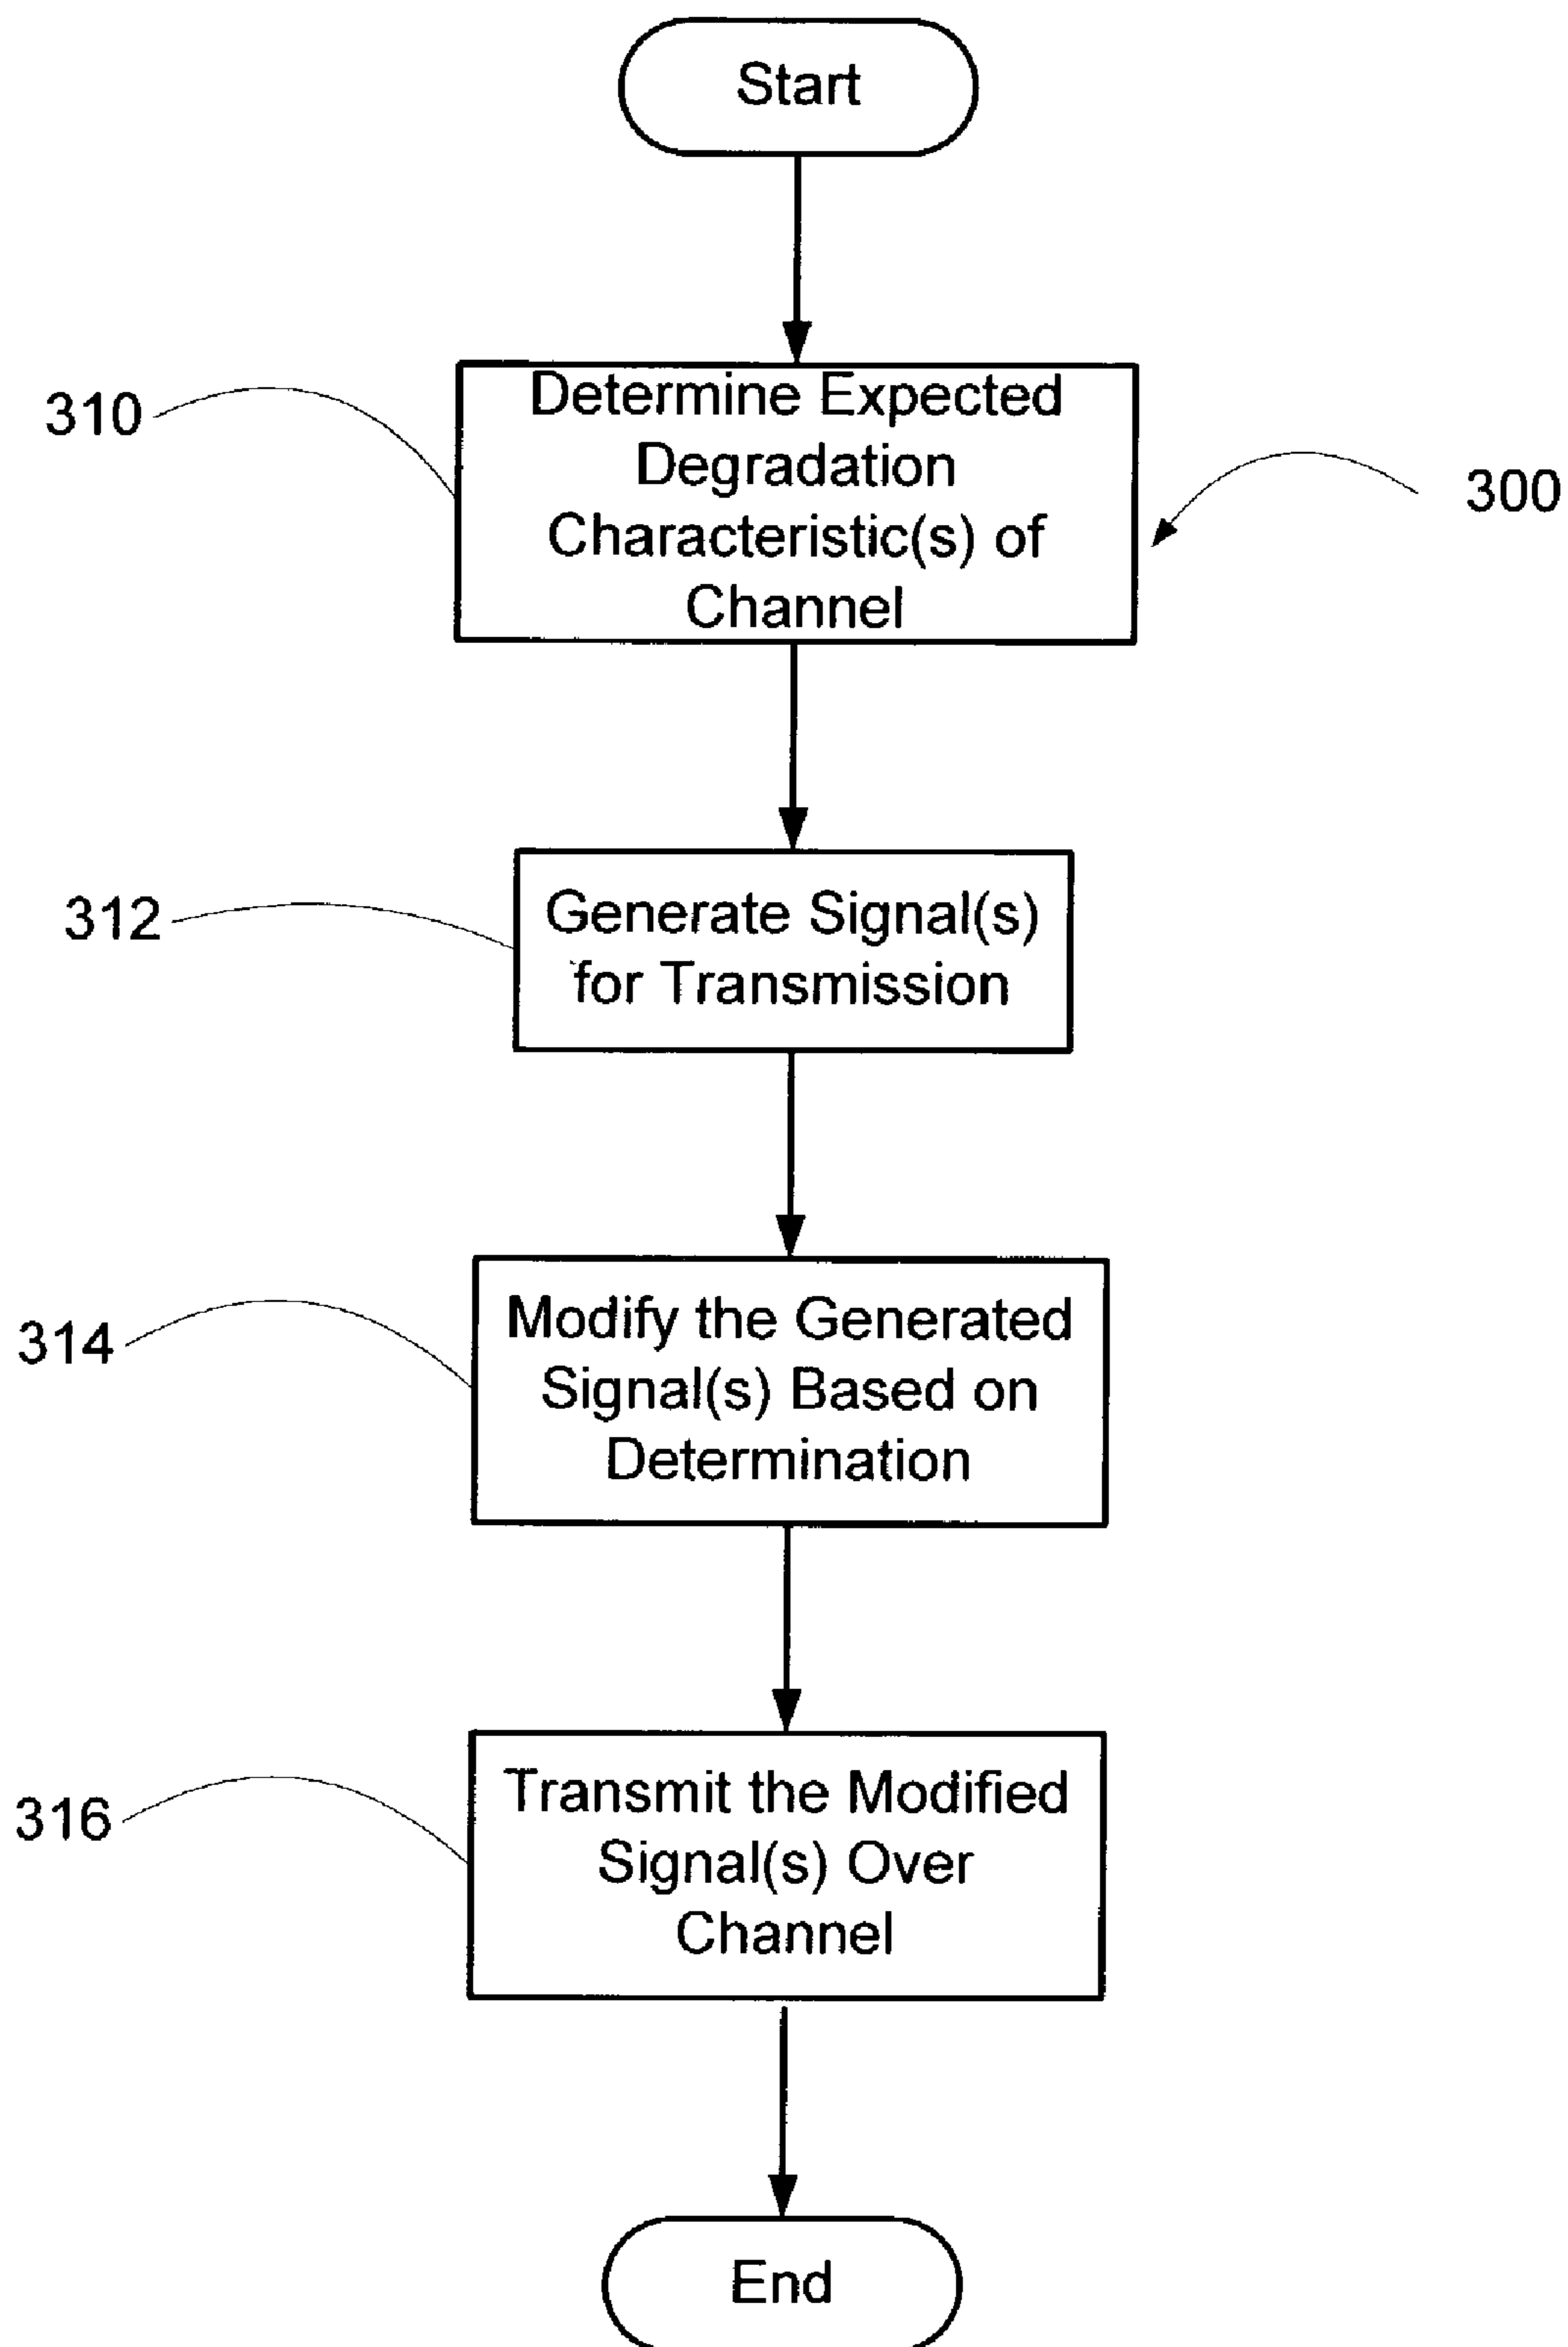 Start
310
Determine Expected
Degradation
Characteristic(s) of
Channel
300
312
Generate Signal(s)
for Transmission
314
Modify the Generated
Signal(s) Based on
Determination
316
Transmit the Modified
Signal(s) Over
Channel
End